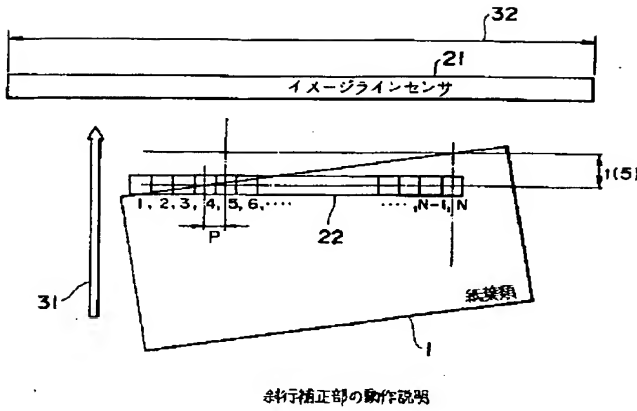 32
21
イメージラインセンサ
t(5)
1, 2, 3, 4, 5, 6, ‥‥ ‥‥, N-1, N
P
22
31
紙葉類
1
斜行補正部の動作説明